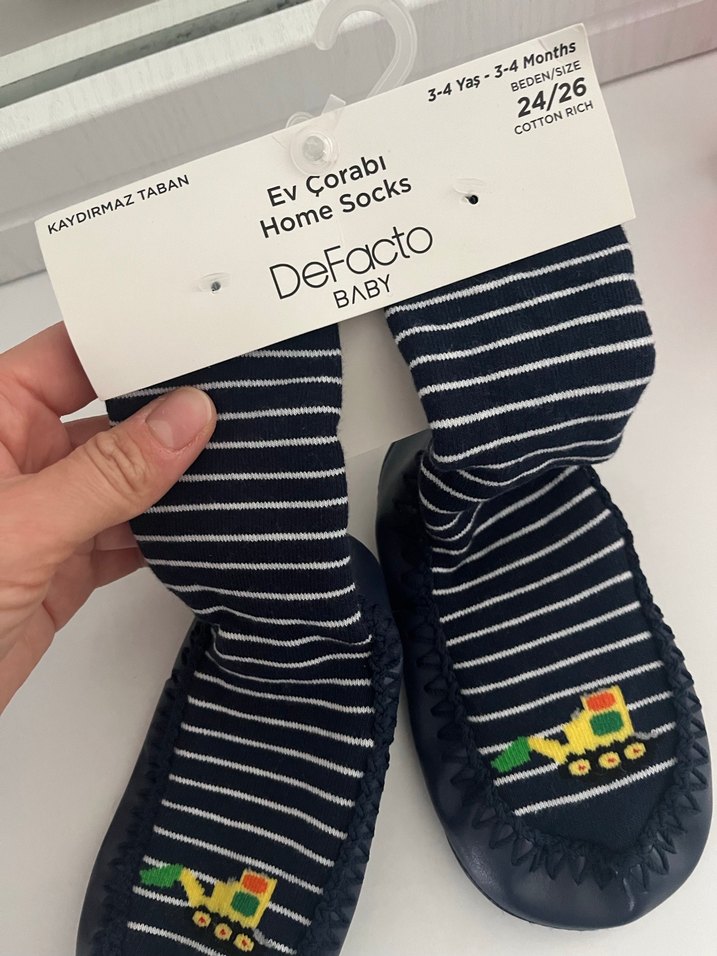 3-4 Yaş - 3-4 Months
BEDEN/SIZE
24/26
COTTON RICH
KAYDIRMAZ TABAN
Ev Çorabı
Home Socks
DeFacto
BABY